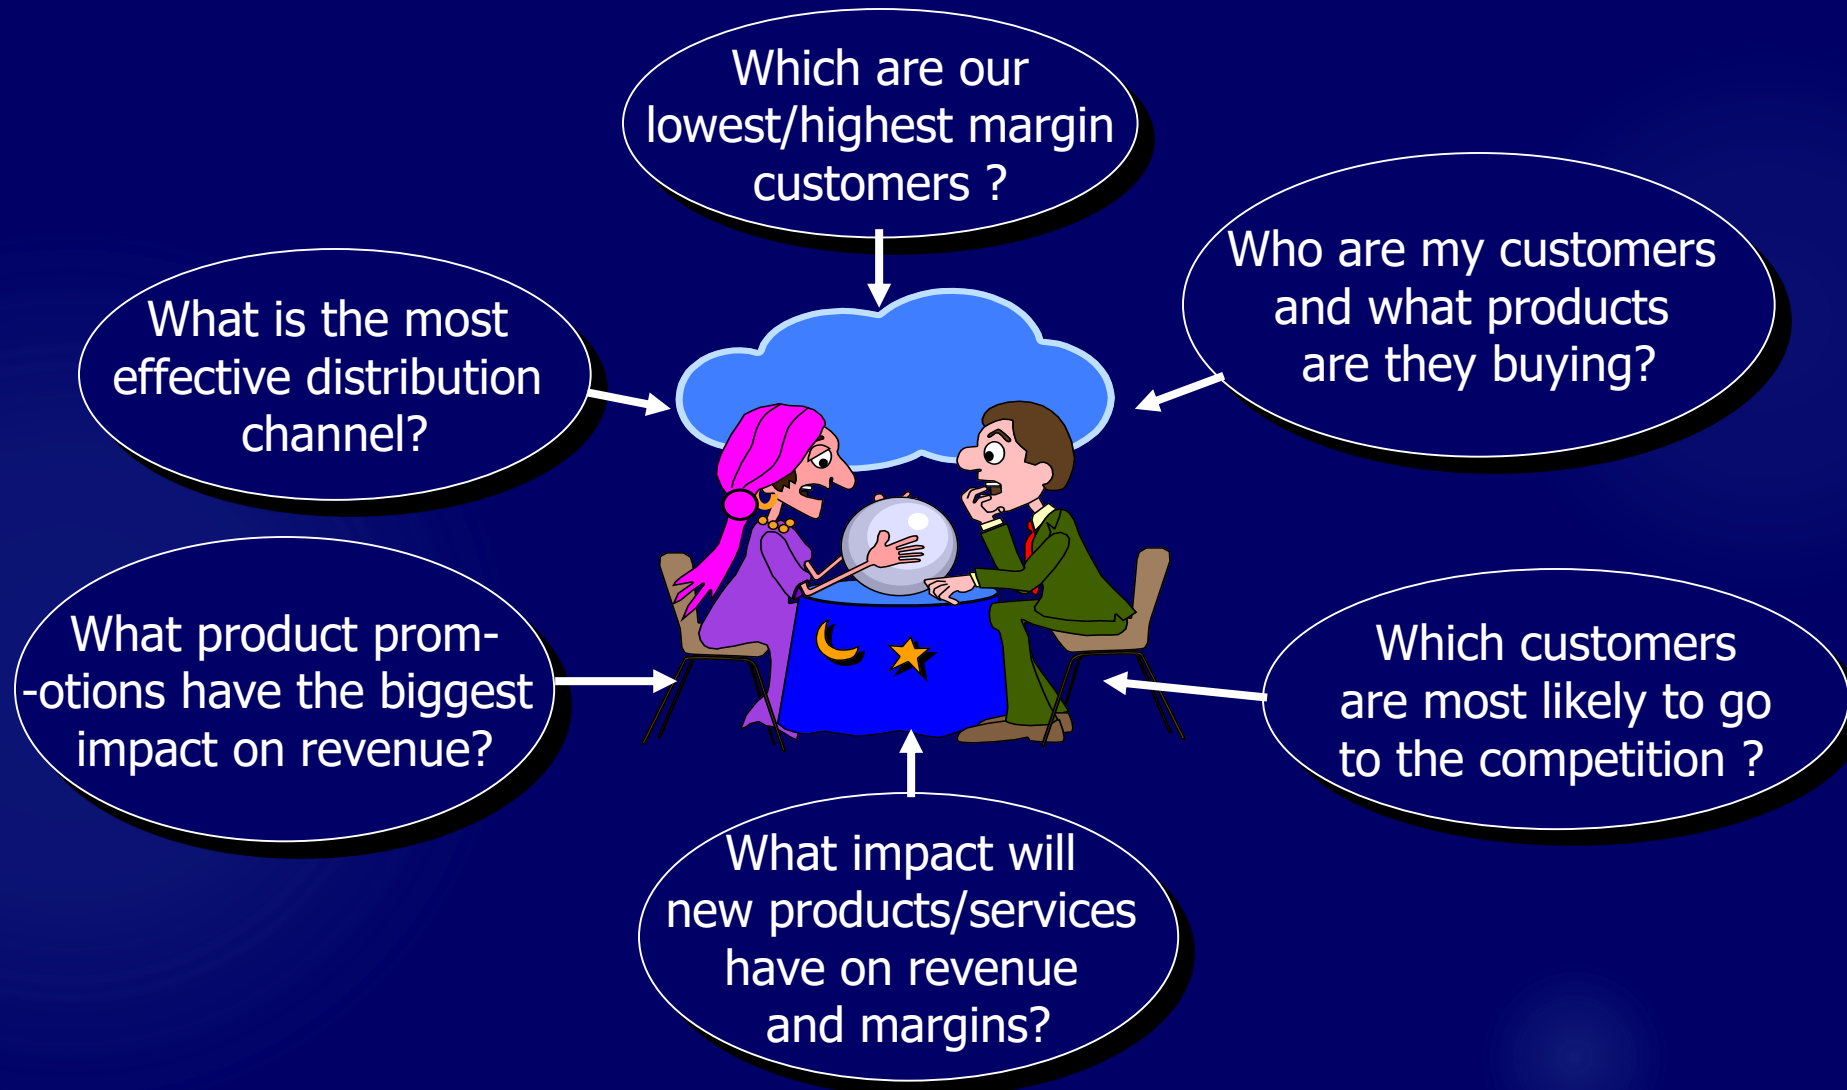 Which are our
lowest/highest margin
customers ?
Who are my customers
and what products
are they buying?
What is the most
effective distribution
channel?
What product prom-
-otions have the biggest
impact on revenue?
Which customers
are most likely to go
to the competition ?
What impact will
new products/services
have on revenue
and margins?